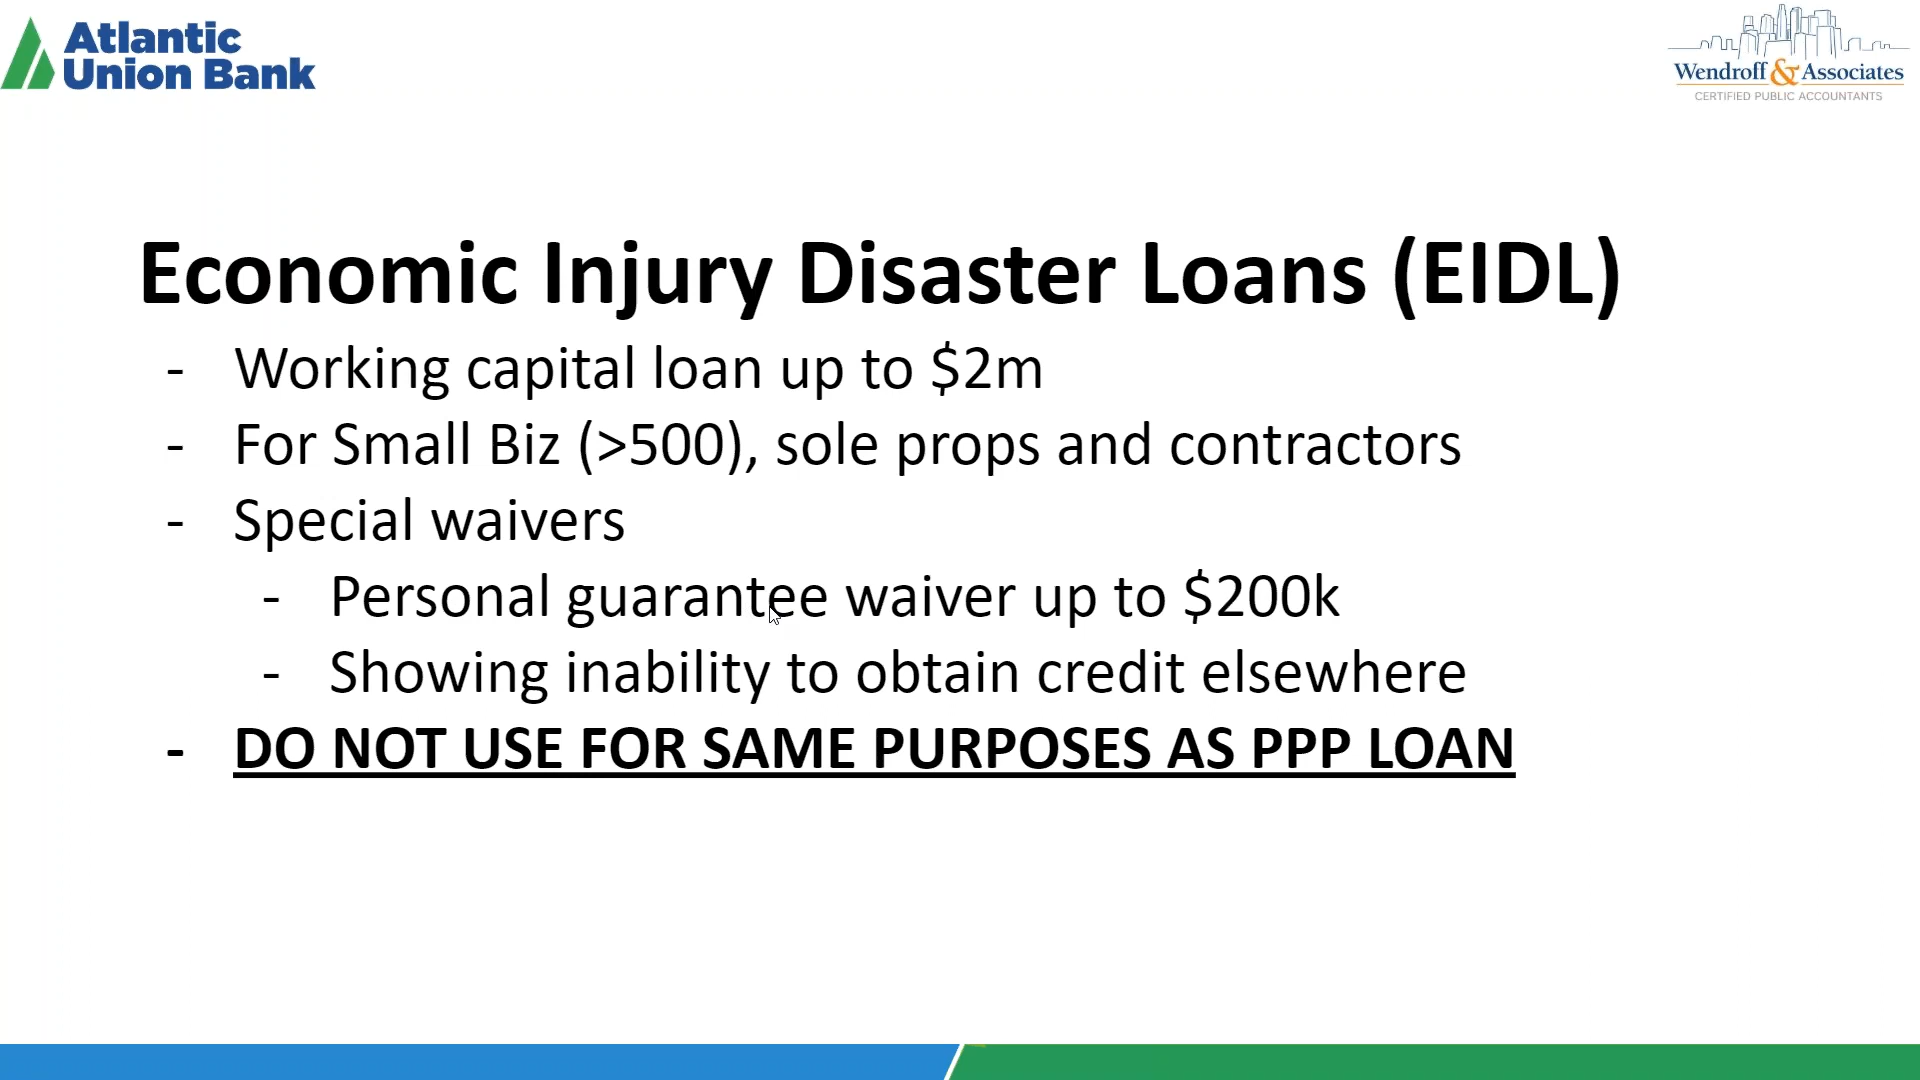 Atlantic
Union Bank
Wendroff & Associates
CERTIFIED PUBLIC ACCOUNTANTS
Economic Injury Disaster Loans (EIDL)
- Working capital loan up to $2m
- For Small Biz (>500), sole props and contractors
- Special waivers
- Personal guarantee waiver up to $200k
- Showing inability to obtain credit elsewhere
- DO NOT USE FOR SAME PURPOSES AS PPP LOAN